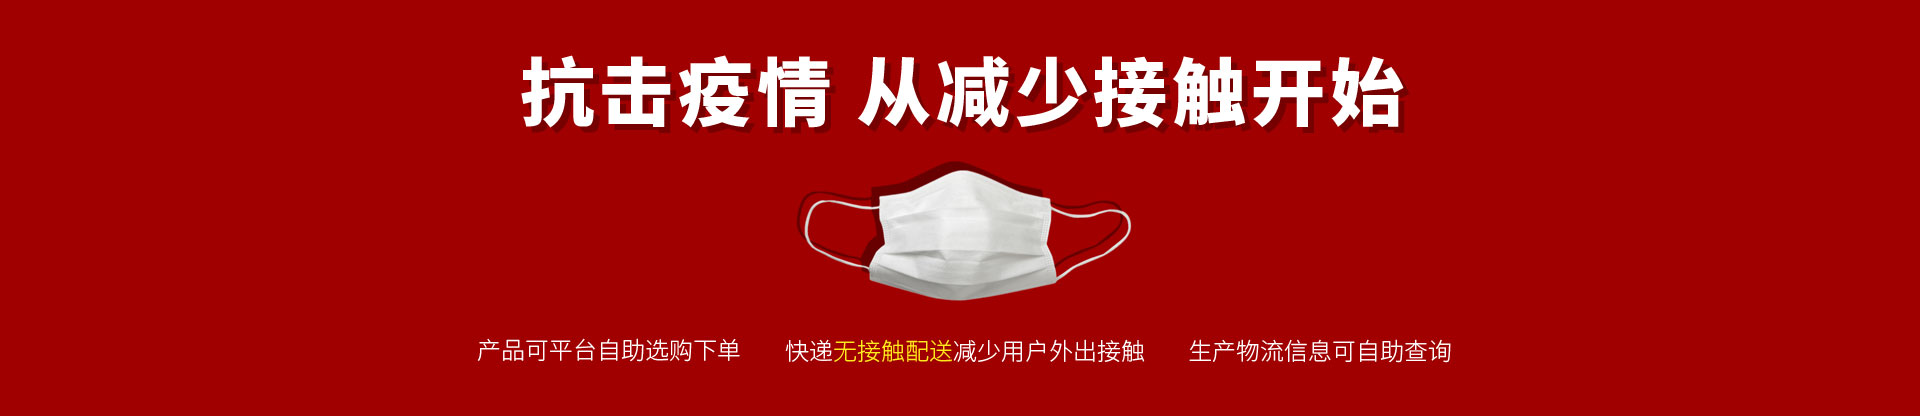 抗击疫情 从减少接触开始
产品可平台自助选购下单 快递无接触配送减少用户外出接触 生产物流信息可自助查询